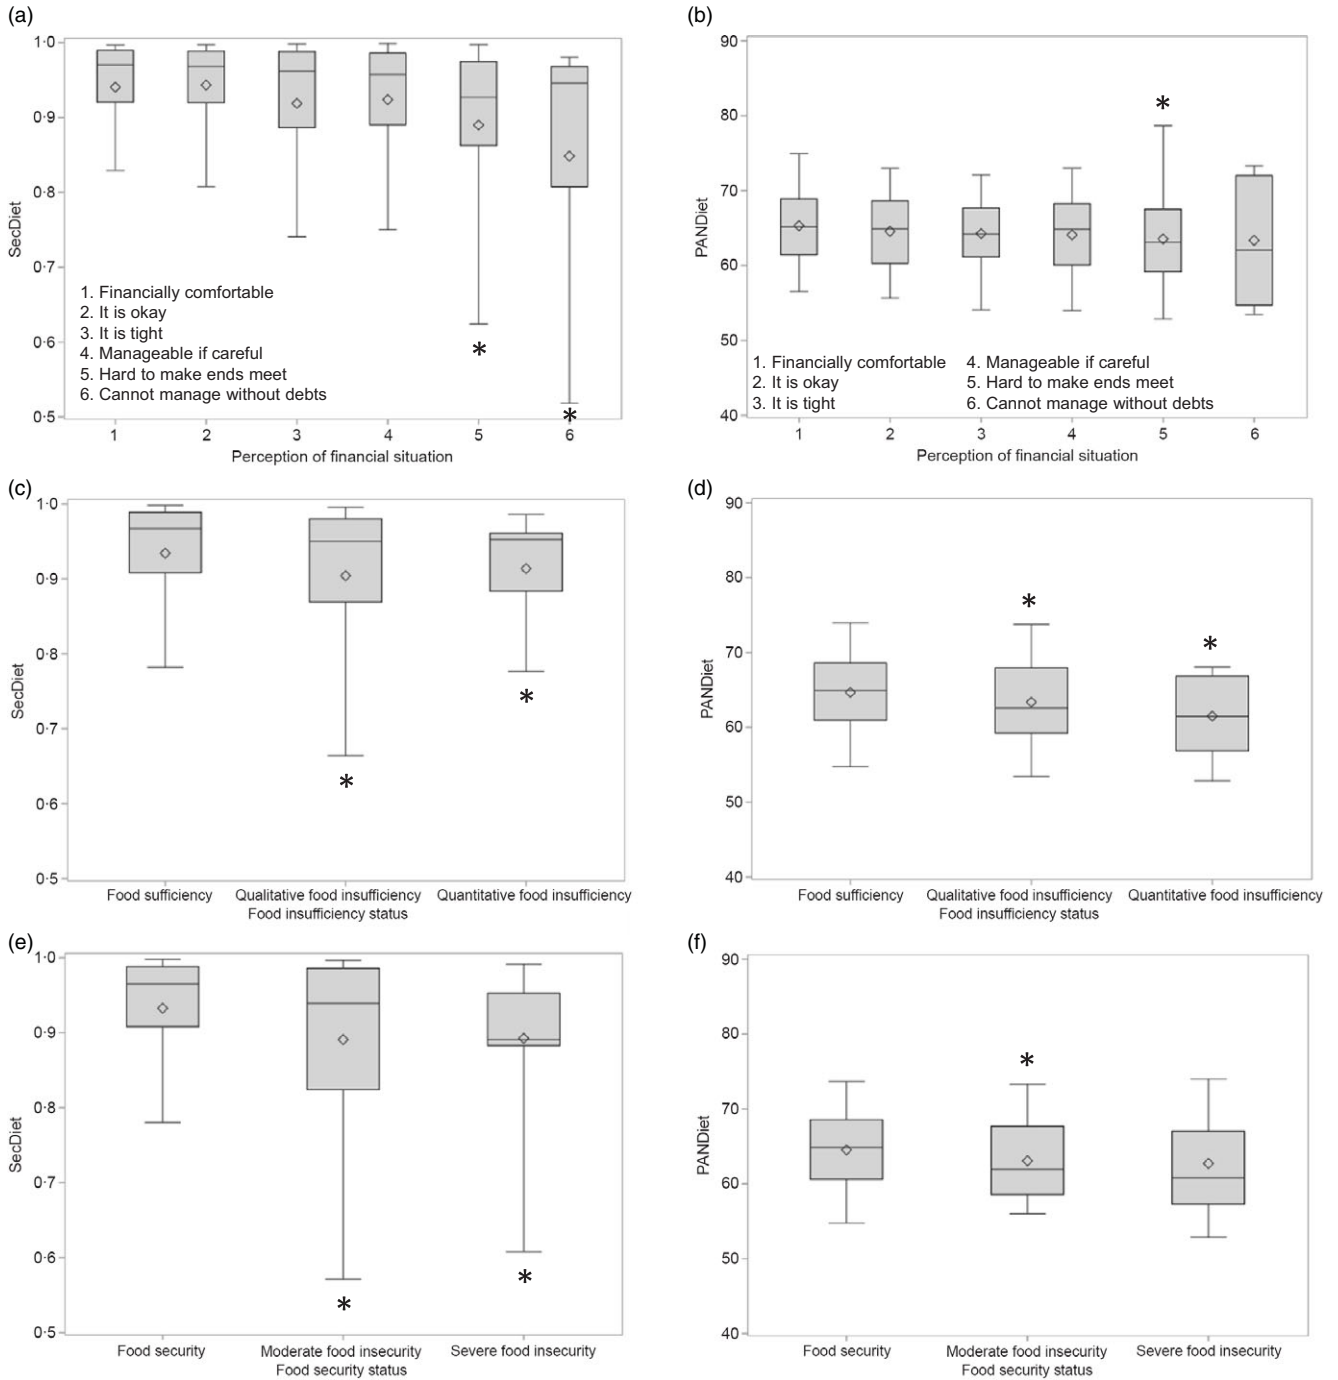 (a)
1·0
0·9
0·8
0·7
0·6
0·5
SecDiet
1. Financially comfortable
2. It is okay
3. It is tight
4. Manageable if careful
5. Hard to make ends meet
6. Cannot manage without debts
*
*
1 2 3 4 5 6
Perception of financial situation
(b)
90
80
70
60
50
40
PANDiet
*
1. Financially comfortable 4. Manageable if careful
2. It is okay 5. Hard to make ends meet
3. It is tight 6. Cannot manage without debts
1 2 3 4 5 6
Perception of financial situation
(c)
1·0
0·9
0·8
0·7
0·6
0·5
SecDiet
*
*
Food sufficiency Qualitative food insufficiency Quantitative food insufficiency
Food insufficiency status
(d)
90
80
70
60
50
40
PANDiet
*
*
Food sufficiency Qualitative food insufficiency Quantitative food insufficiency
Food insufficiency status
(e)
1·0
0·9
0·8
0·7
0·6
0·5
SecDiet
*
*
Food security Moderate food insecurity Severe food insecurity
Food security status
(f)
90
80
70
60
50
40
PANDiet
*
Food security Moderate food insecurity Severe food insecurity
Food security status